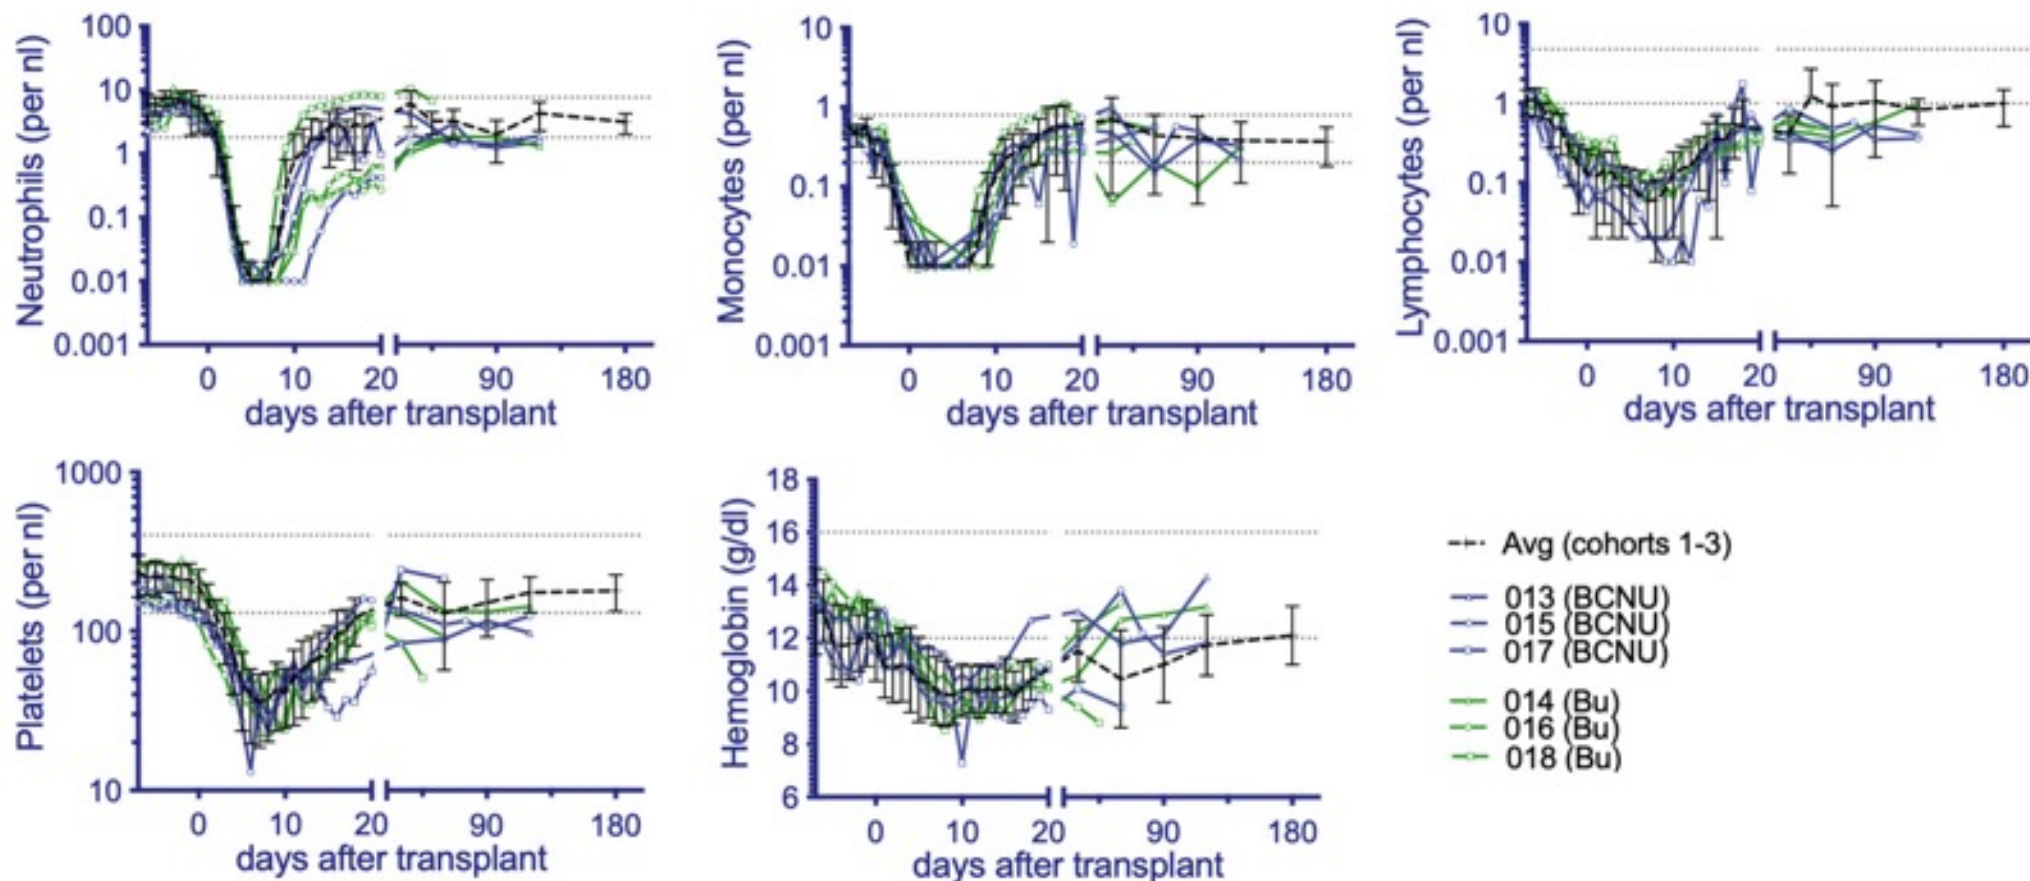 Neutrophils (per nl)
100
10
1
0.1
0.01
0.001
0 10 20 90 180
days after transplant
Monocytes (per nl)
10
1
0.1
0.01
0.001
0 10 20 90 180
days after transplant
Lymphocytes (per nl)
10
1
0.1
0.01
0.001
0 10 20 90 180
days after transplant
Platelets (per nl)
1000
100
10
0 10 20 90 180
days after transplant
Hemoglobin (g/dl)
18
16
14
12
10
8
6
0 10 20 90 180
days after transplant
Avg (cohorts 1-3)
013 (BCNU)
015 (BCNU)
017 (BCNU)
014 (Bu)
016 (Bu)
018 (Bu)